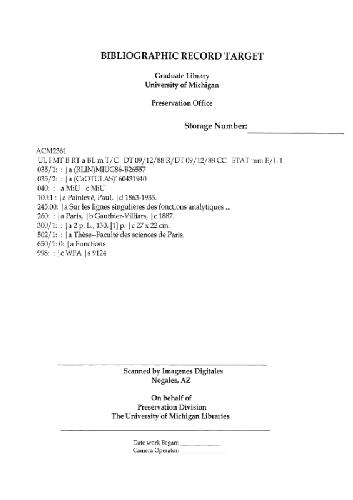 BIBLIOGRAPHIC RECORD TARGET
Graduate Library
University of Michigan
Preservation Office
Storage Number:
ACM2361
UL FMT B RT a BL m T/C DT 09/12/88 R/DT 09/12/88 CC STAT mm E/L 1
035/1: : |a (RLIN)MIUG86-B26557
035/2: : |a (CaOTULAS)160431940
040: : |a MiU |c MiU
100:1 : |a Painlevé, Paul, |d 1863-1933.
245:00: |a Sur les lignes singulières des fonctions analytiques ...
260: : |a Paris, |b Gauthier-Villars, |c 1887.
300/1: : |a 2 p. L., 130, [1] p. |c 27 x 22 cm.
502/1: : |a Thèse--Faculté des sciences de Paris.
650/1: 0: |a Functions
998: : |c WFA |s 9124
Scanned by Imagenes Digitales
Nogales, AZ
On behalf of
Preservation Division
The University of Michigan Libraries
Date work Began:
Camera Operator: